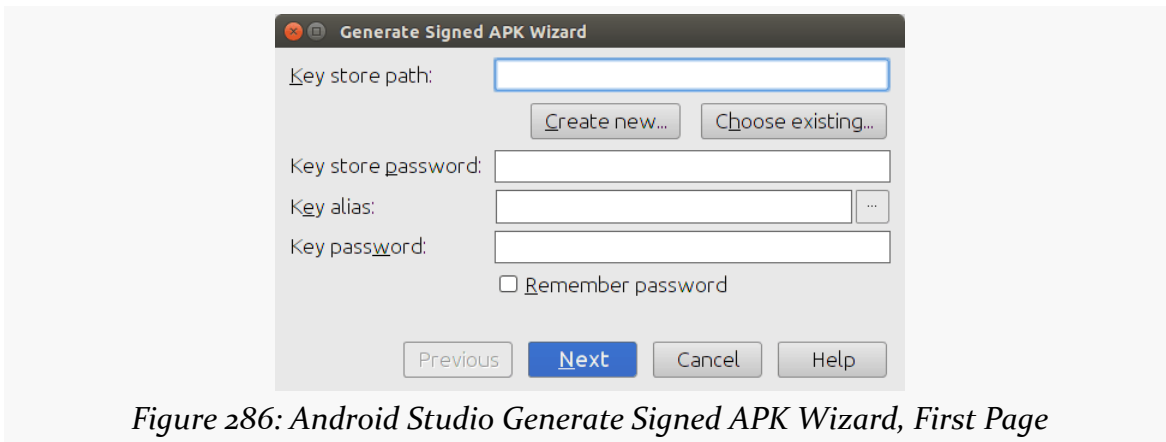 Generate Signed APK Wizard
Key store path:
Create new... Choose existing...
Key store password:
Key alias: ...
Key password:
Remember password
Previous Next Cancel Help
Figure 286: Android Studio Generate Signed APK Wizard, First Page